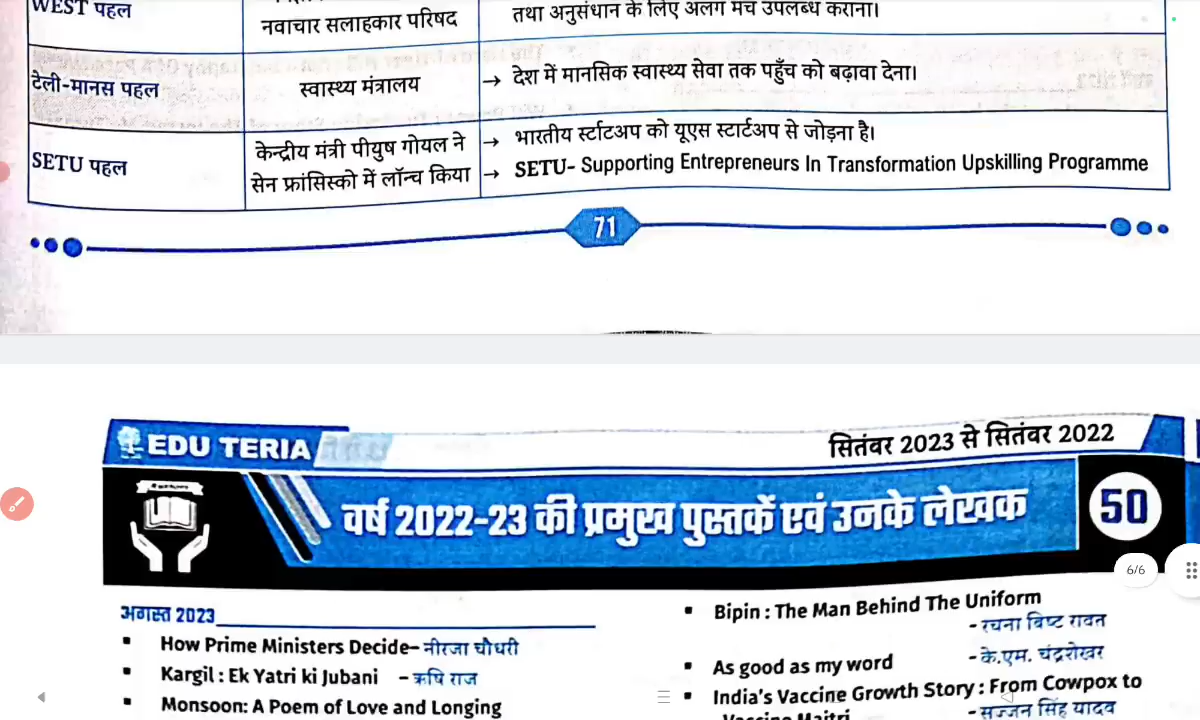 WEST पहल
नवाचार सलाहकार परिषद
तथा अनुसंधान के लिए अलग मंच उपलब्ध कराना।
टेली-मानस पहल
स्वास्थ्य मंत्रालय
→ देश में मानसिक स्वास्थ्य सेवा तक पहुँच को बढ़ावा देना।
SETU पहल
केन्द्रीय मंत्री पीयुष गोयल ने
सेन फ्रांसिस्को में लॉन्च किया
→ भारतीय र्स्टाटअप को यूएस स्टार्टअप से जोड़ना है।
→ SETU- Supporting Entrepreneurs In Transformation Upskilling Programme
71
EDU TERIA
सितंबर 2023 से सितंबर 2022
वर्ष 2022-23 की प्रमुख पुस्तकें एवं उनके लेखक
50
6/6
अगस्त 2023
▪ How Prime Ministers Decide– नीरजा चौधरी
▪ Kargil : Ek Yatri ki Jubani - ऋषि राज
▪ Monsoon: A Poem of Love and Longing
▪ Bipin : The Man Behind The Uniform
- रचना बिष्ट रावत
▪ As good as my word - के.एम. चंद्रशेखर
▪ India's Vaccine Growth Story : From Cowpox to
Vaccine Maitri - सज्जन सिंह यादव